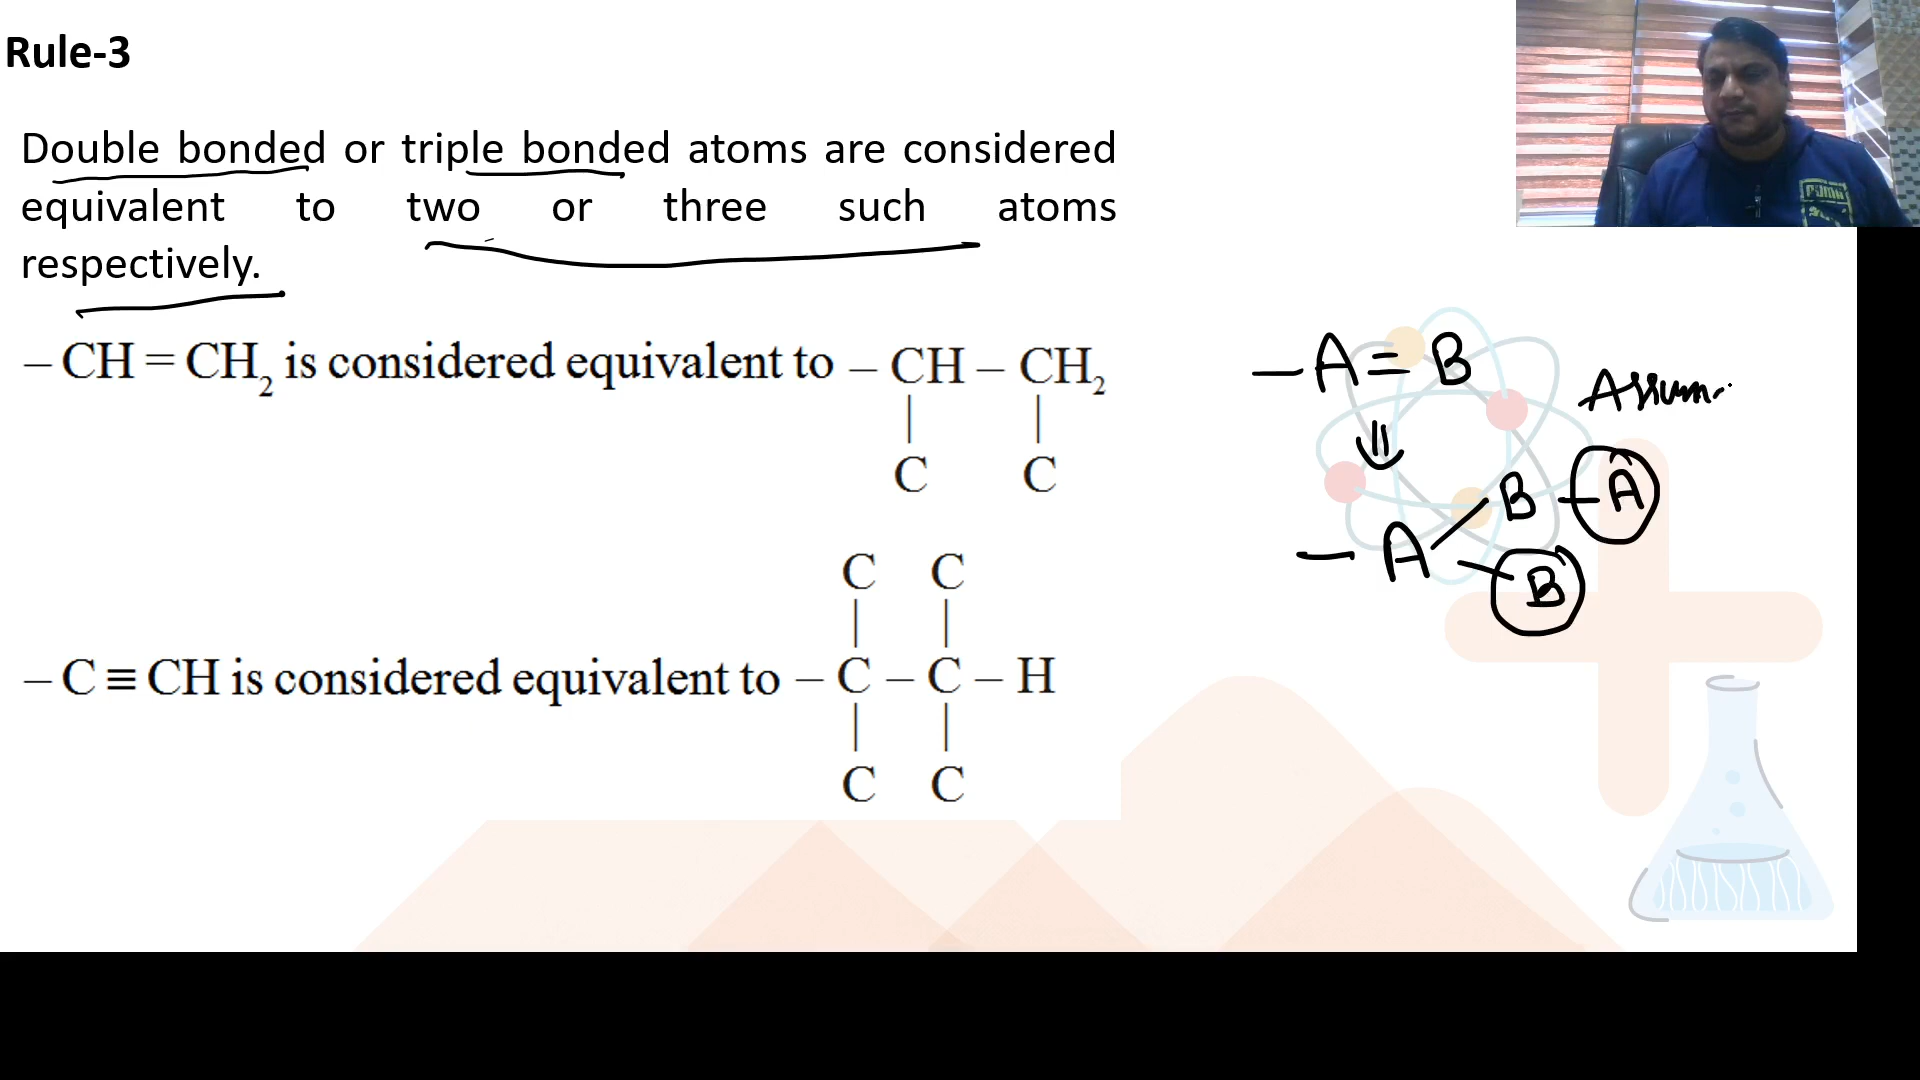 Rule-3
Double bonded or triple bonded atoms are considered
equivalent to two or three such atoms
respectively.
– CH = CH₂ is considered equivalent to – CH – CH₂
| |
C C
C C
| |
– C ≡ CH is considered equivalent to – C – C – H
| |
C C
– A = B
⇓
– A B – A
B
PUMA